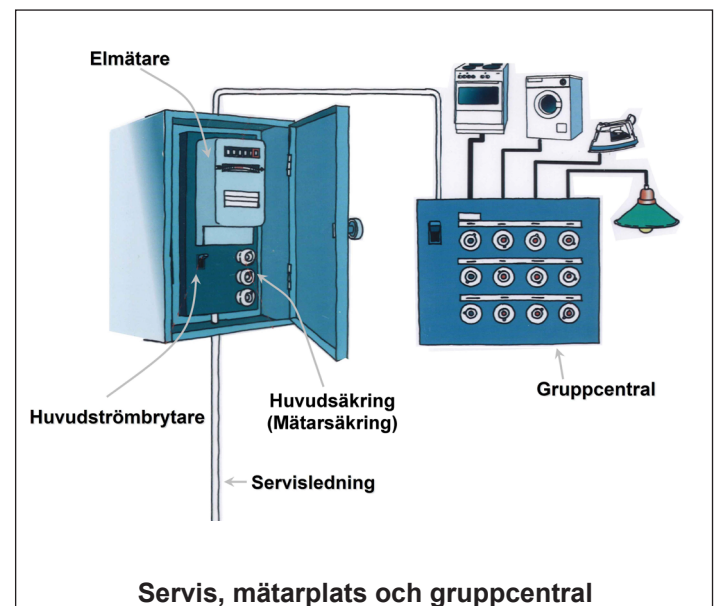 Elmätare
Huvudströmbrytare
Huvudsäkring
(Mätarsäkring)
Gruppcentral
Servisledning
Servis, mätarplats och gruppcentral